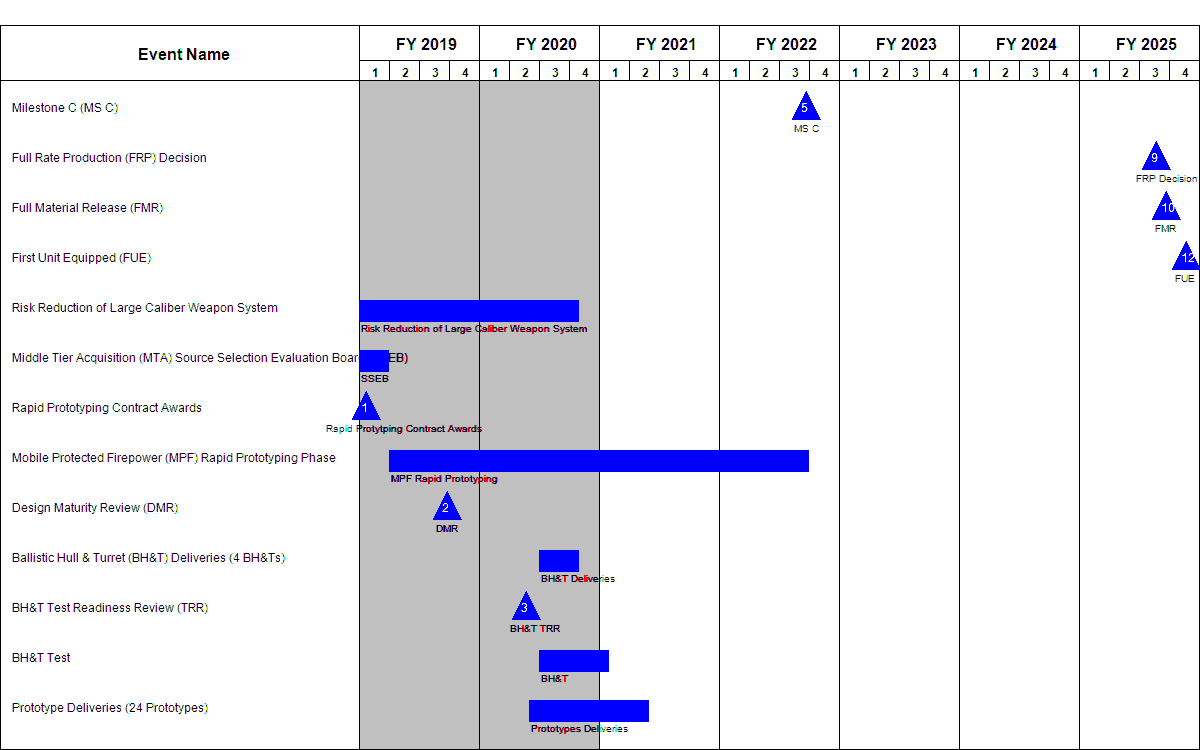 Event Name
FY 2019 FY 2020 FY 2021 FY 2022 FY 2023 FY 2024 FY 2025
1 2 3 4 1 2 3 4 1 2 3 4 1 2 3 4 1 2 3 4 1 2 3 4 1 2 3 4
Milestone C (MS C)
5
MS C
Full Rate Production (FRP) Decision
9
FRP Decision
Full Material Release (FMR)
10
FMR
First Unit Equipped (FUE)
12
FUE
Risk Reduction of Large Caliber Weapon System
Risk Reduction of Large Caliber Weapon System
Middle Tier Acquisition (MTA) Source Selection Evaluation Boar EB)
SSEB
Rapid Prototyping Contract Awards
1
Rapid Protytping Contract Awards
Mobile Protected Firepower (MPF) Rapid Prototyping Phase
MPF Rapid Prototyping
Design Maturity Review (DMR)
2
DMR
Ballistic Hull & Turret (BH&T) Deliveries (4 BH&Ts)
BH&T Deliveries
BH&T Test Readiness Review (TRR)
3
BH&T TRR
BH&T Test
BH&T
Prototype Deliveries (24 Prototypes)
Prototypes Deliveries